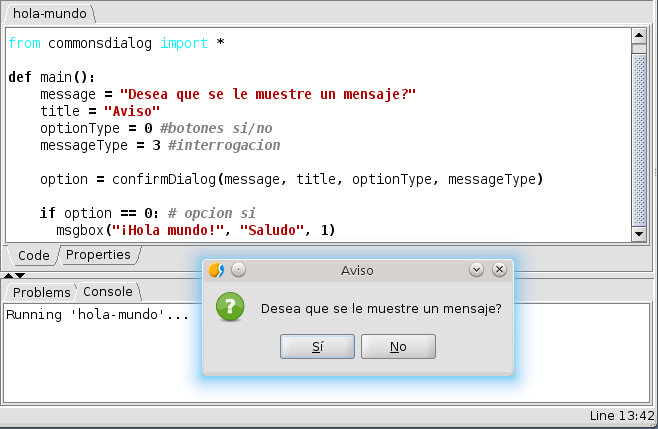 hola-mundo
from commonsdialog import *
def main():
message = "Desea que se le muestre un mensaje?"
title = "Aviso"
optionType = 0 #botones si/no
messageType = 3 #interrogacion
option = confirmDialog(message, title, optionType, messageType)
if option == 0: # opcion si
msgbox("¡Hola mundo!", "Saludo", 1)
Code Properties
Aviso
Desea que se le muestre un mensaje?
Sí No
Problems Console
Running 'hola-mundo'...
Line 13:42